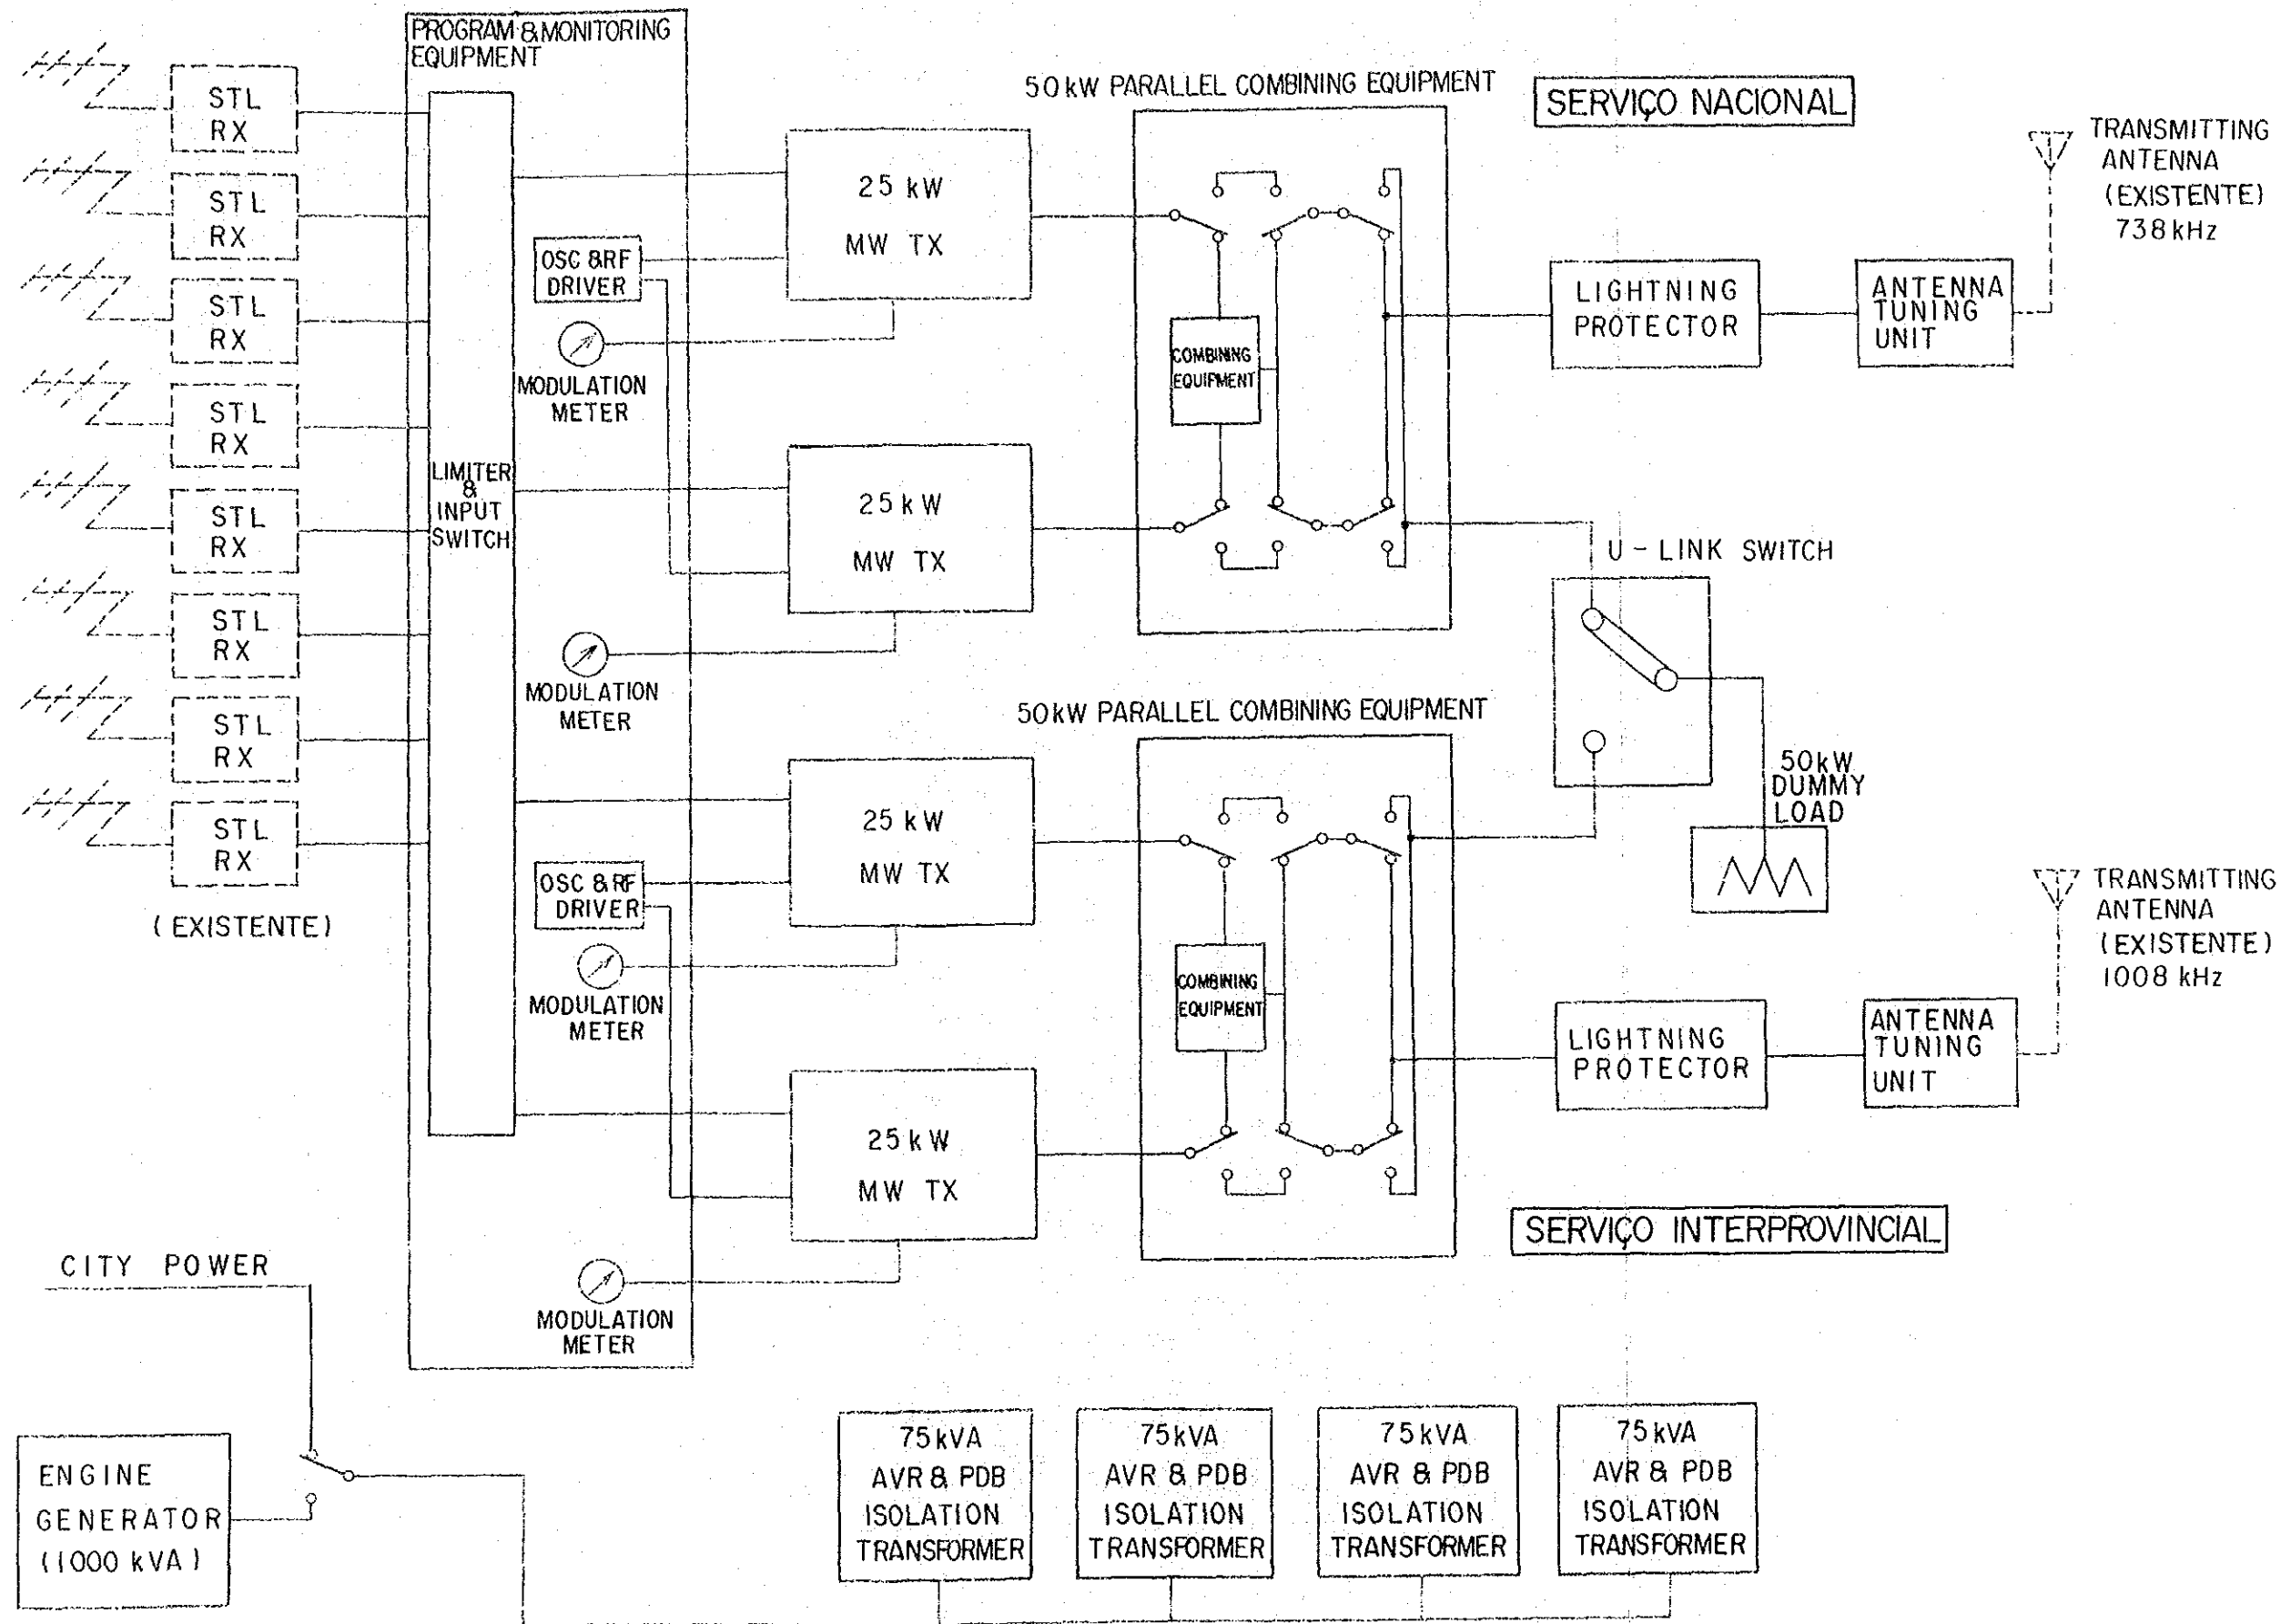 PROGRAM & MONITORING
EQUIPMENT
STL
RX
STL
RX
STL
RX
STL
RX
STL
RX
STL
RX
STL
RX
STL
RX
(EXISTENTE)
LIMITER
&
INPUT
SWITCH
OSC & RF
DRIVER
MODULATION
METER
MODULATION
METER
OSC & RF
DRIVER
MODULATION
METER
MODULATION
METER
25 kW
MW TX
25 kW
MW TX
25 kW
MW TX
25 kW
MW TX
50 kW PARALLEL COMBINING EQUIPMENT
COMBINING
EQUIPMENT
SERVIÇO NACIONAL
LIGHTNING
PROTECTOR
ANTENNA
TUNING
UNIT
TRANSMITTING
ANTENNA
(EXISTENTE)
738 kHz
U-LINK SWITCH
50kW
DUMMY
LOAD
50kW PARALLEL COMBINING EQUIPMENT
COMBINING
EQUIPMENT
LIGHTNING
PROTECTOR
ANTENNA
TUNING
UNIT
TRANSMITTING
ANTENNA
(EXISTENTE)
1008 kHz
SERVIÇO INTERPROVINCIAL
CITY POWER
ENGINE
GENERATOR
(1000 kVA)
75kVA
AVR & PDB
ISOLATION
TRANSFORMER
75kVA
AVR & PDB
ISOLATION
TRANSFORMER
75kVA
AVR & PDB
ISOLATION
TRANSFORMER
75kVA
AVR & PDB
ISOLATION
TRANSFORMER